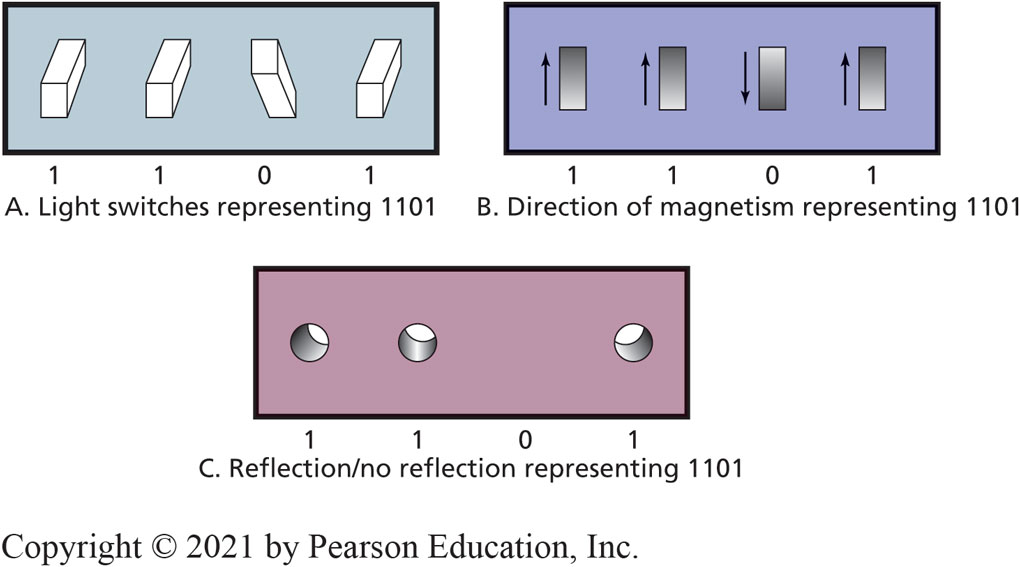 1 1 0 1
A. Light switches representing 1101
1 1 0 1
B. Direction of magnetism representing 1101
1 1 0 1
C. Reflection/no reflection representing 1101
Copyright © 2021 by Pearson Education, Inc.